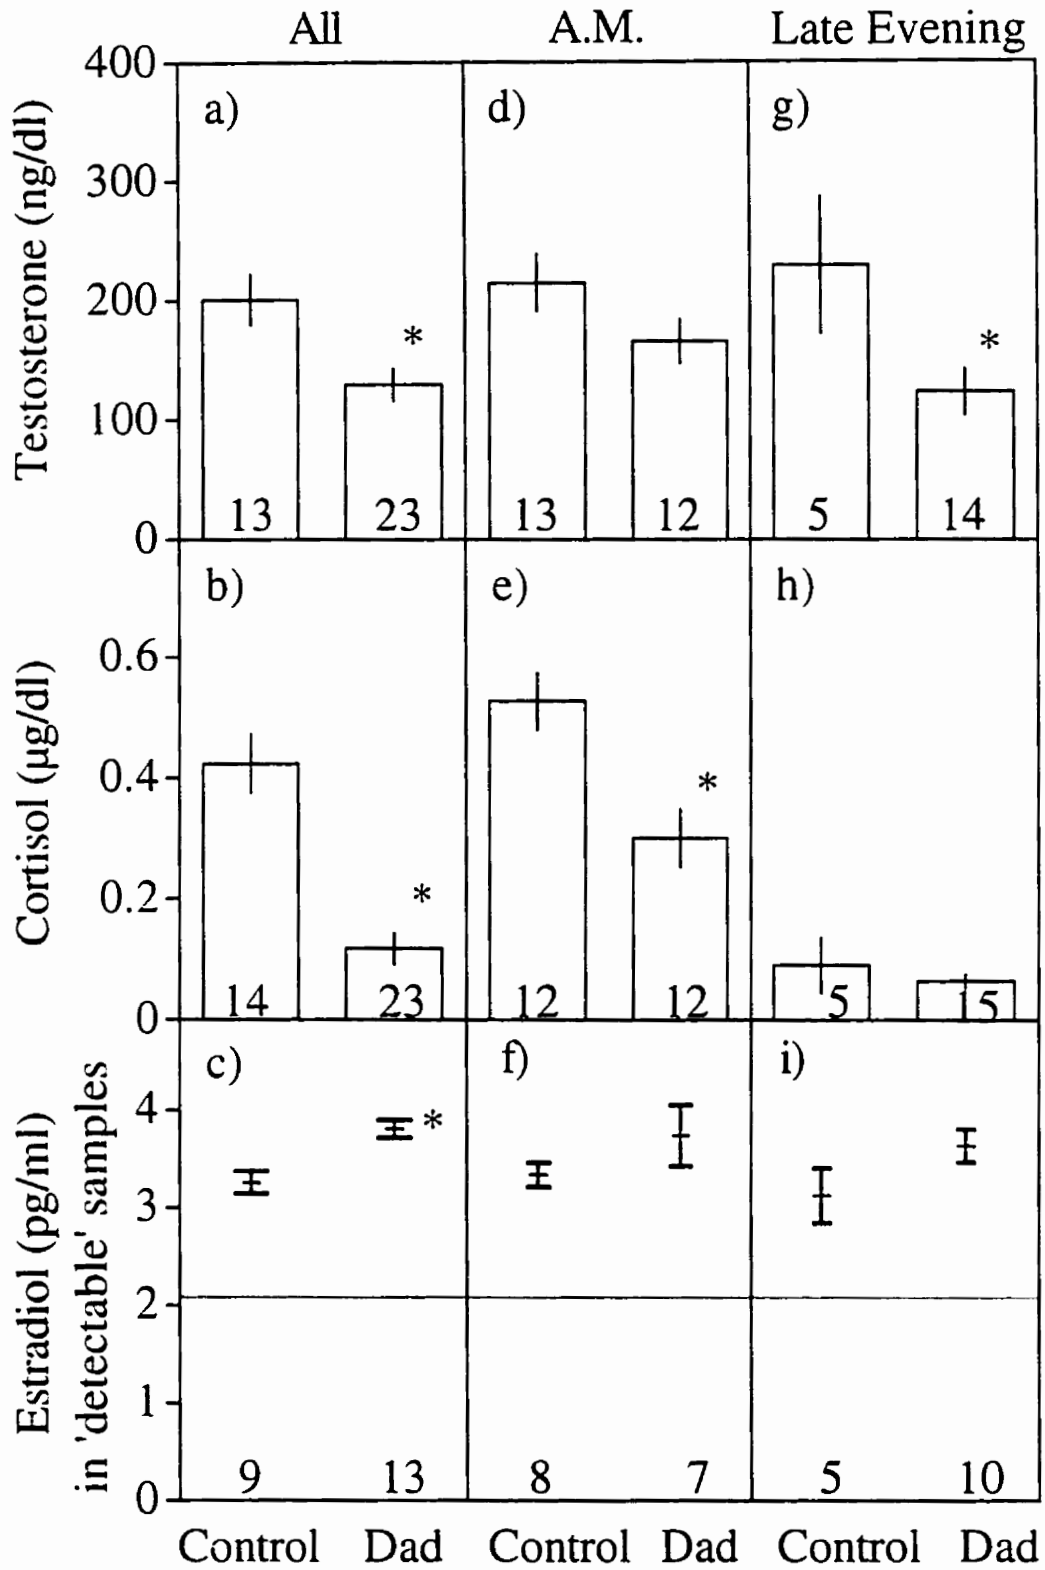 All A.M. Late Evening
Testosterone (ng/dl)
400
300
200
100
0
a)
*
13 23
d)
13 12
g)
*
5 14
Cortisol (µg/dl)
0.6
0.4
0.2
0
b)
*
14 23
e)
*
12 12
h)
5 15
Estradiol (pg/ml)
in 'detectable' samples
4
3
2
1
0
c)
*
9 13
f)
8 7
i)
5 10
Control Dad Control Dad Control Dad